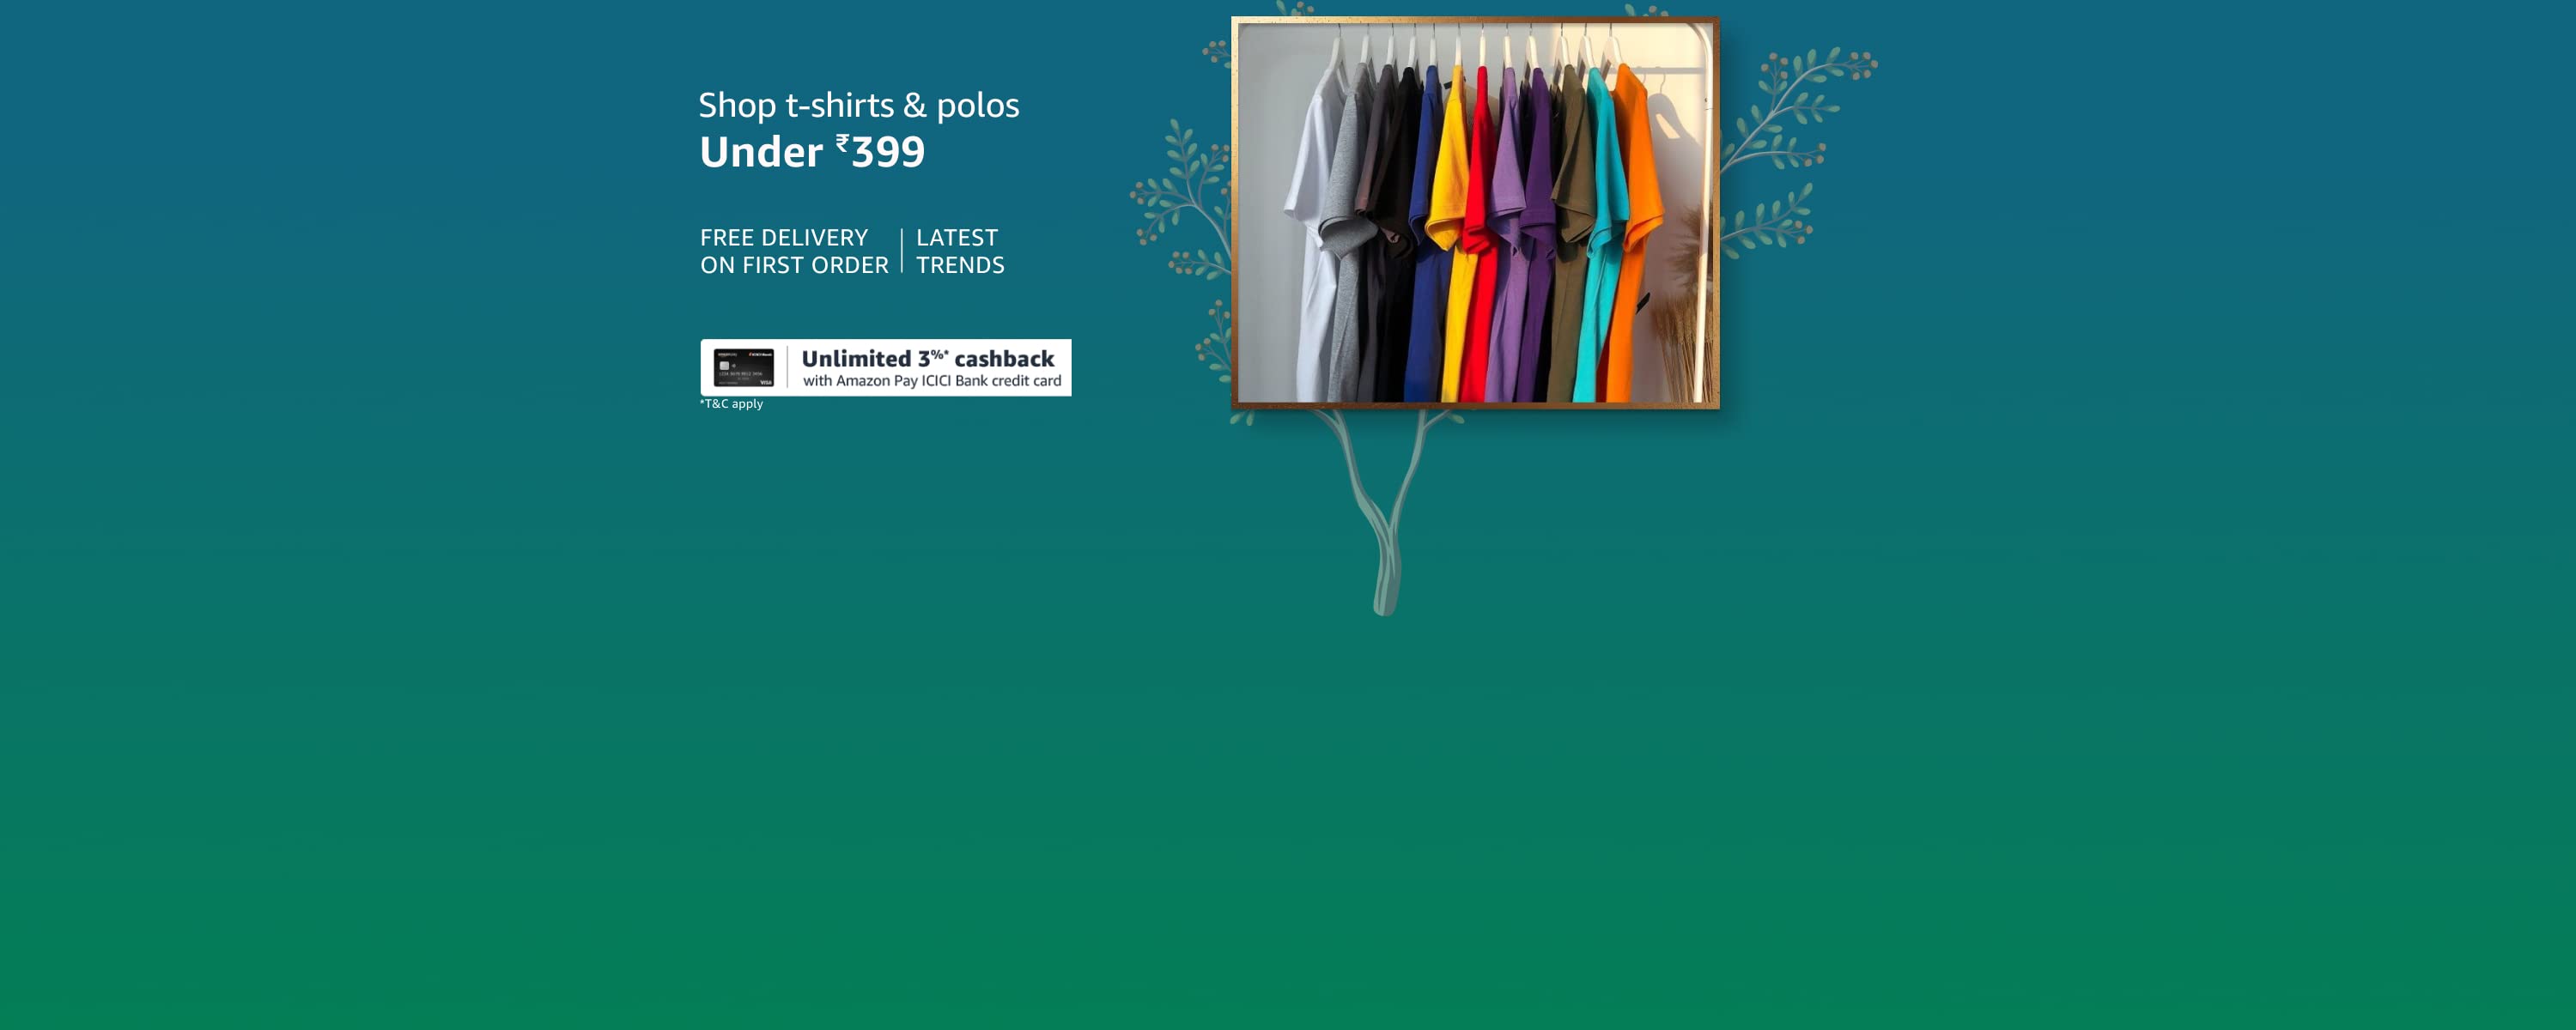 Shop t-shirts & polos
Under ₹399
FREE DELIVERY
ON FIRST ORDER
LATEST
TRENDS
Unlimited 3%* cashback
with Amazon Pay ICICI Bank credit card
*T&C apply